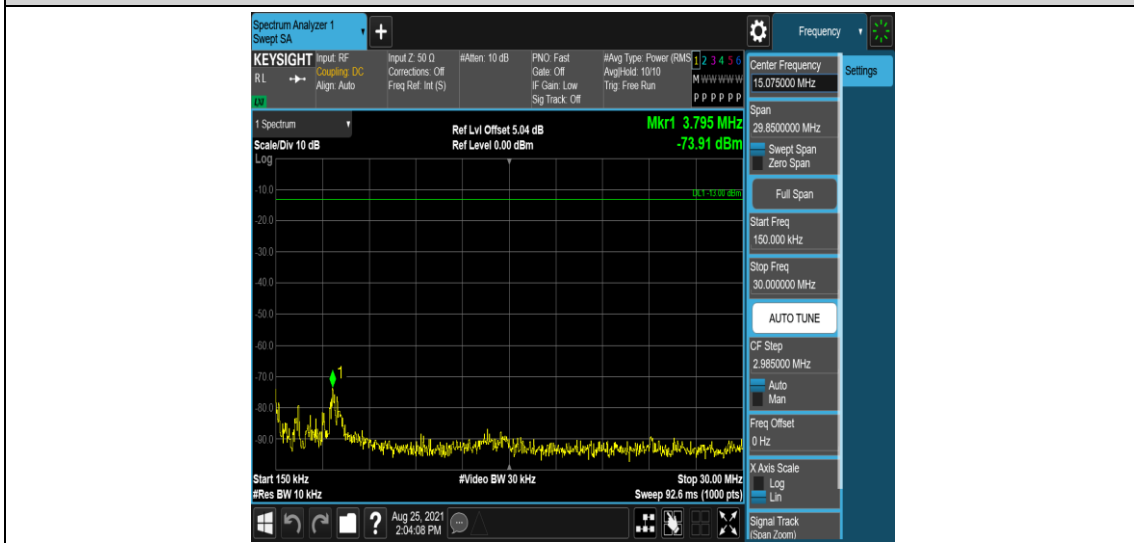 Spectrum Analyzer 1
Swept SA
+
Frequency
KEYSIGHT
RL
Input: RF
Coupling: DC
Align: Auto
Input Z: 50 Ω
Corrections: Off
Freq Ref: Int (S)
#Atten: 10 dB
PNO: Fast
Gate: Off
IF Gain: Low
Sig Track: Off
#Avg Type: Power (RMS
Avg|Hold: 10/10
Trig: Free Run
1 2 3 4 5 6
M W W W W W
P P P P P P
1 Spectrum
Scale/Div 10 dB
Log
Ref Lvl Offset 5.04 dB
Ref Level 0.00 dBm
Mkr1 3.795 MHz
-73.91 dBm
DL1 -13.00 dBm
-10.0
-20.0
-30.0
-40.0
-50.0
-60.0
-70.0
-80.0
-90.0
1
Start 150 kHz
#Res BW 10 kHz
#Video BW 30 kHz
Stop 30.00 MHz
Sweep 92.6 ms (1000 pts)
?
Aug 25, 2021
2:04:08 PM
Center Frequency
15.075000 MHz
Settings
Span
29.8500000 MHz
Swept Span
Zero Span
Full Span
Start Freq
150.000 kHz
Stop Freq
30.000000 MHz
AUTO TUNE
CF Step
2.985000 MHz
Auto
Man
Freq Offset
0 Hz
X Axis Scale
Log
Lin
Signal Track
(Span Zoom)